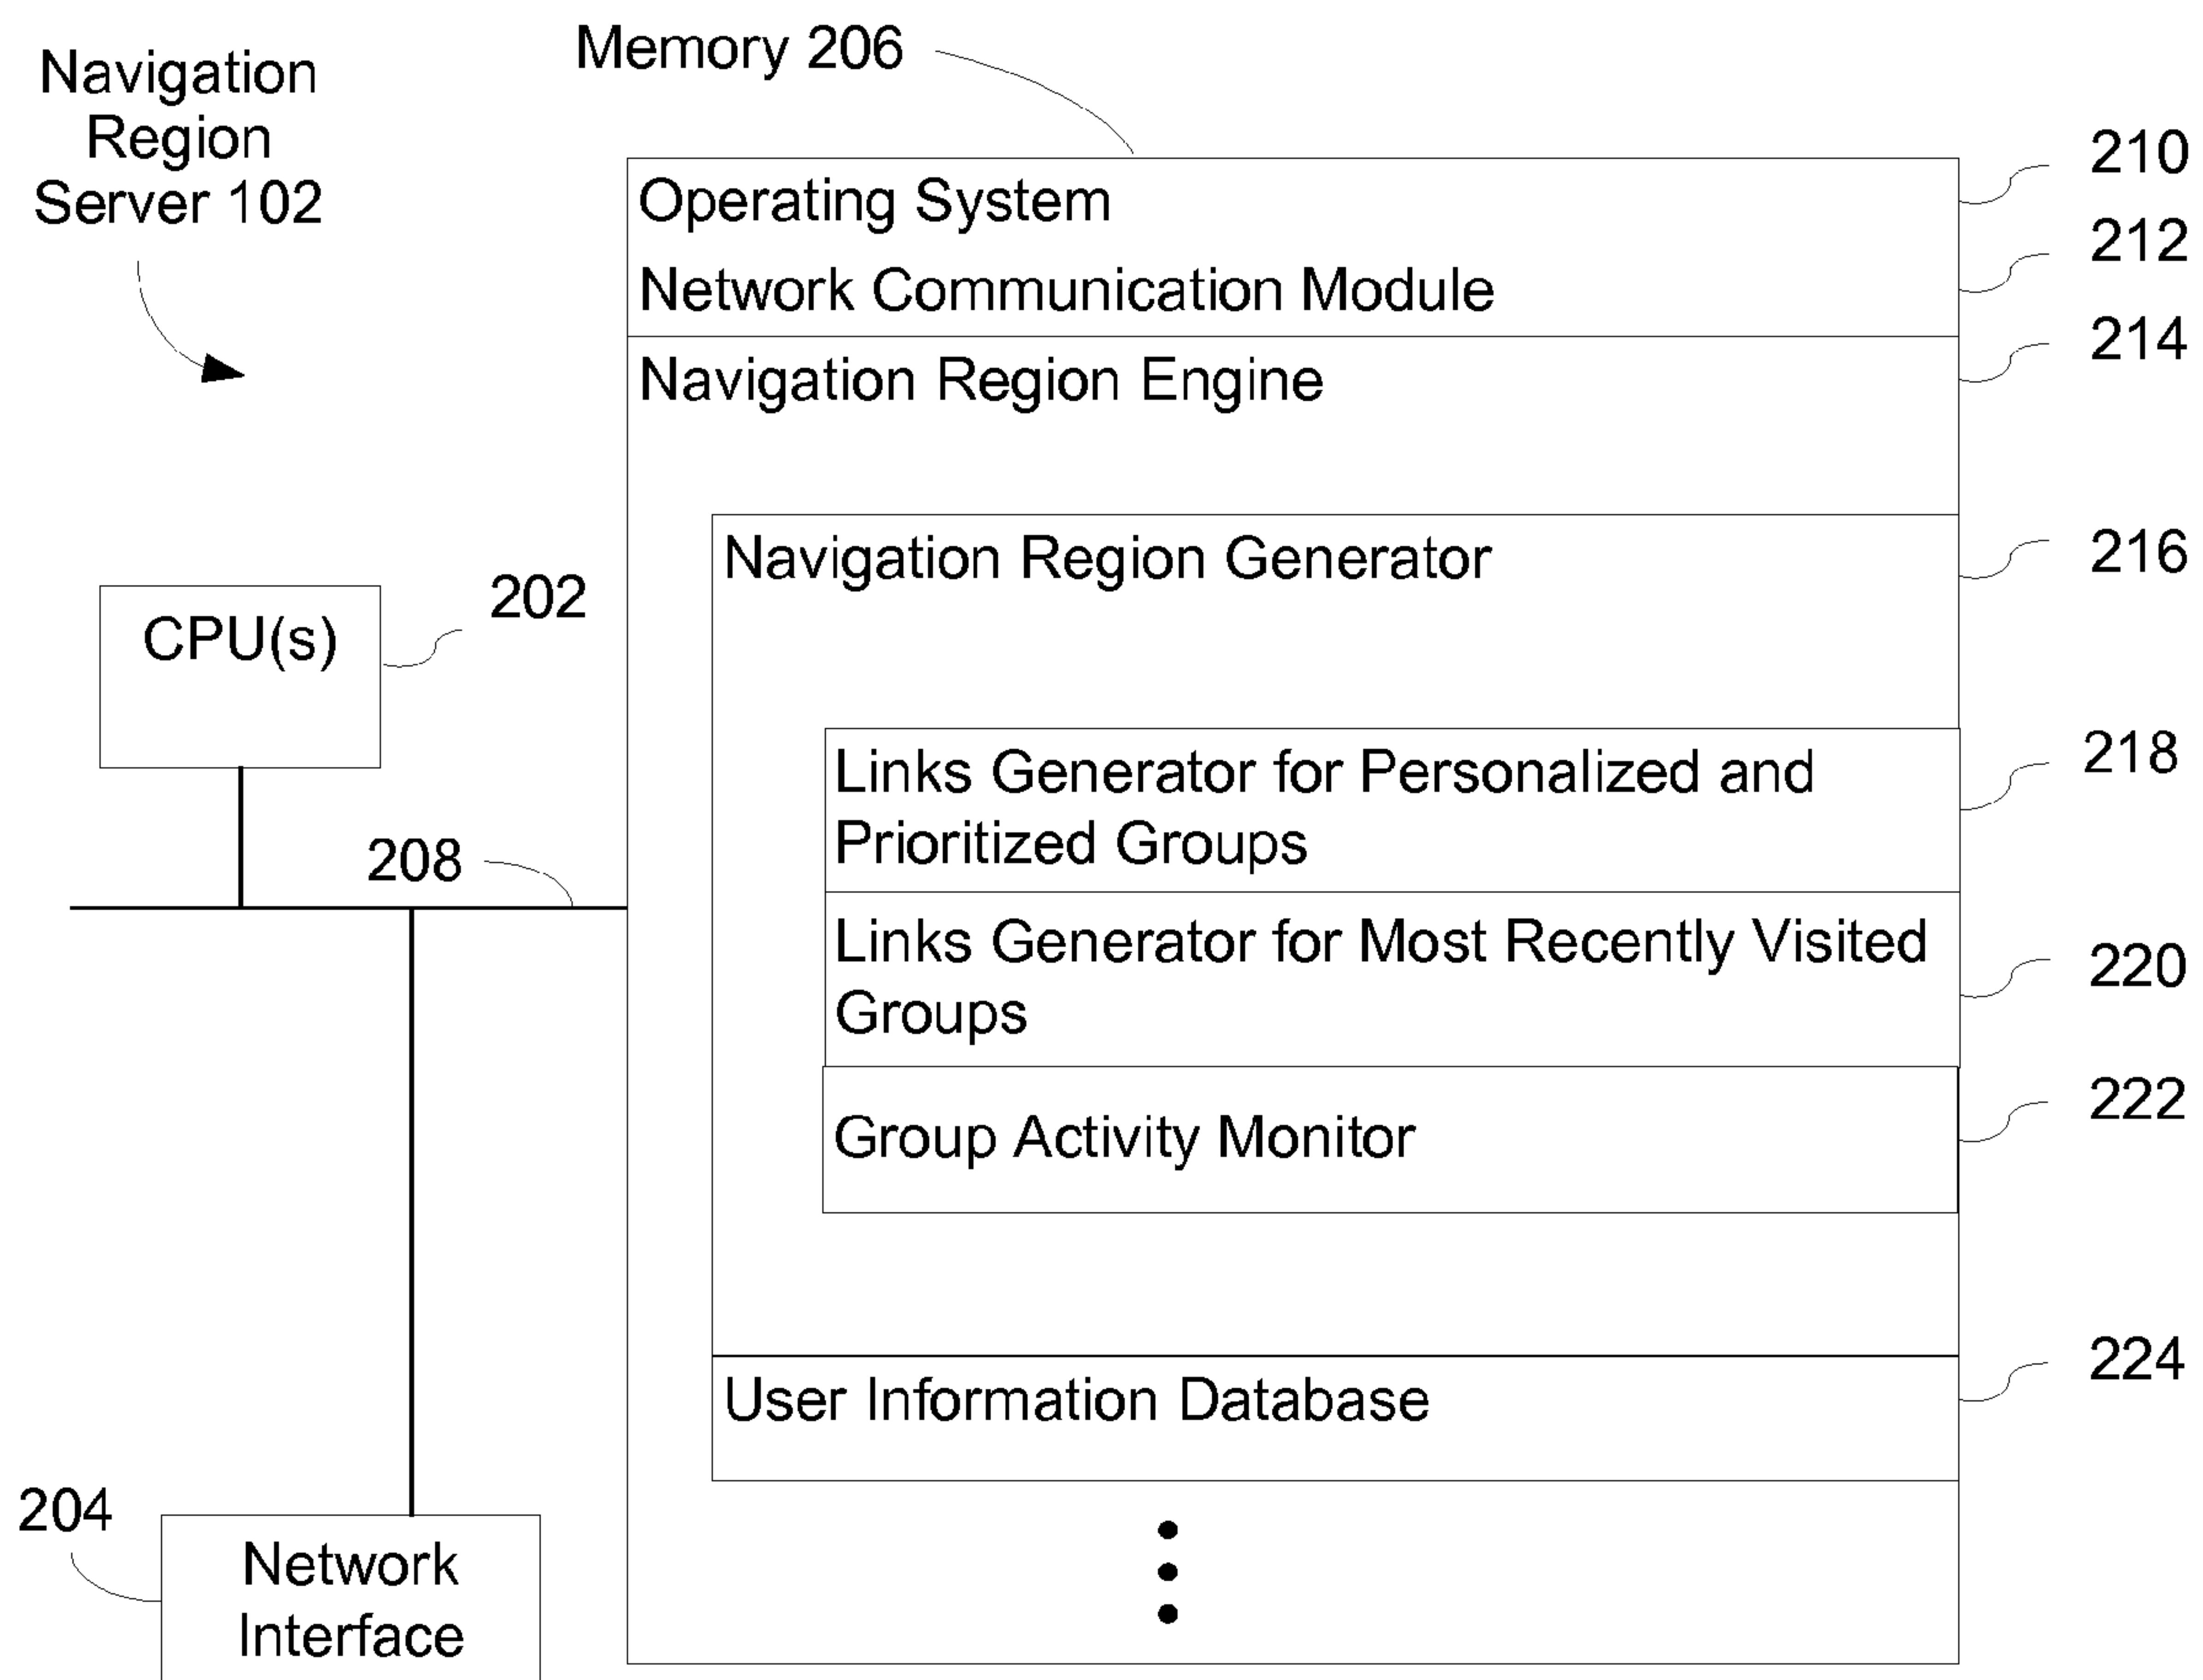 Navigation
Region
Server 102
Memory 206
Operating System
210
Network Communication Module
212
Navigation Region Engine
214
Navigation Region Generator
216
CPU(s)
202
Links Generator for Personalized and
Prioritized Groups
218
208
Links Generator for Most Recently Visited
Groups
220
Group Activity Monitor
222
User Information Database
224
204
Network
Interface